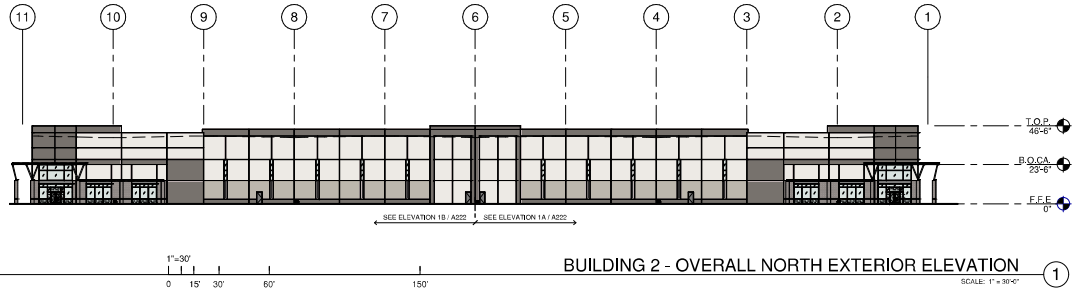 11 10 9 8 7 6 5 4 3 2 1
T.O.P.
46'-6"
B.O.CA.
23'-6"
F.F.E
0"
SEE ELEVATION 1B / A222 SEE ELEVATION 1A / A222
1"=30'
0 15' 30' 60' 150'
BUILDING 2 - OVERALL NORTH EXTERIOR ELEVATION
SCALE: 1" = 30'-0"
1